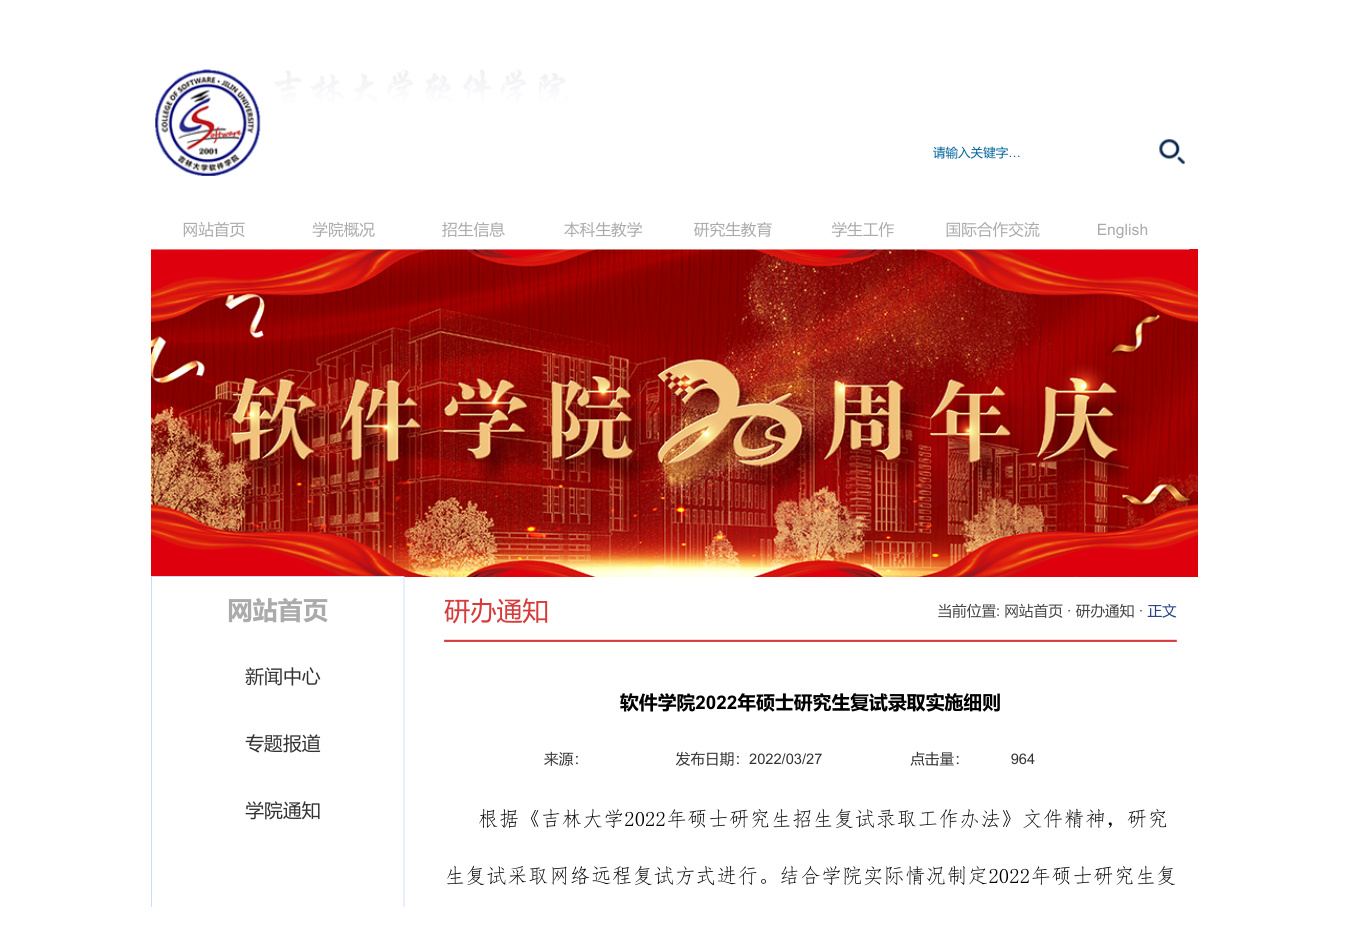 COLLEGE OF SOFTWARE · JILIN UNIVERSITY
Software
2001
吉林大学软件学院
吉林大学软件学院
请输入关键字...
网站首页 学院概况 招生信息 本科生教学 研究生教育 学生工作 国际合作交流 English
软件学院20周年庆
网站首页
新闻中心
专题报道
学院通知
研办通知 当前位置: 网站首页 · 研办通知 · 正文
软件学院2022年硕士研究生复试录取实施细则
来源： 发布日期：2022/03/27 点击量： 964
根据《吉林大学2022年硕士研究生招生复试录取工作办法》文件精神，研究
生复试采取网络远程复试方式进行。结合学院实际情况制定2022年硕士研究生复